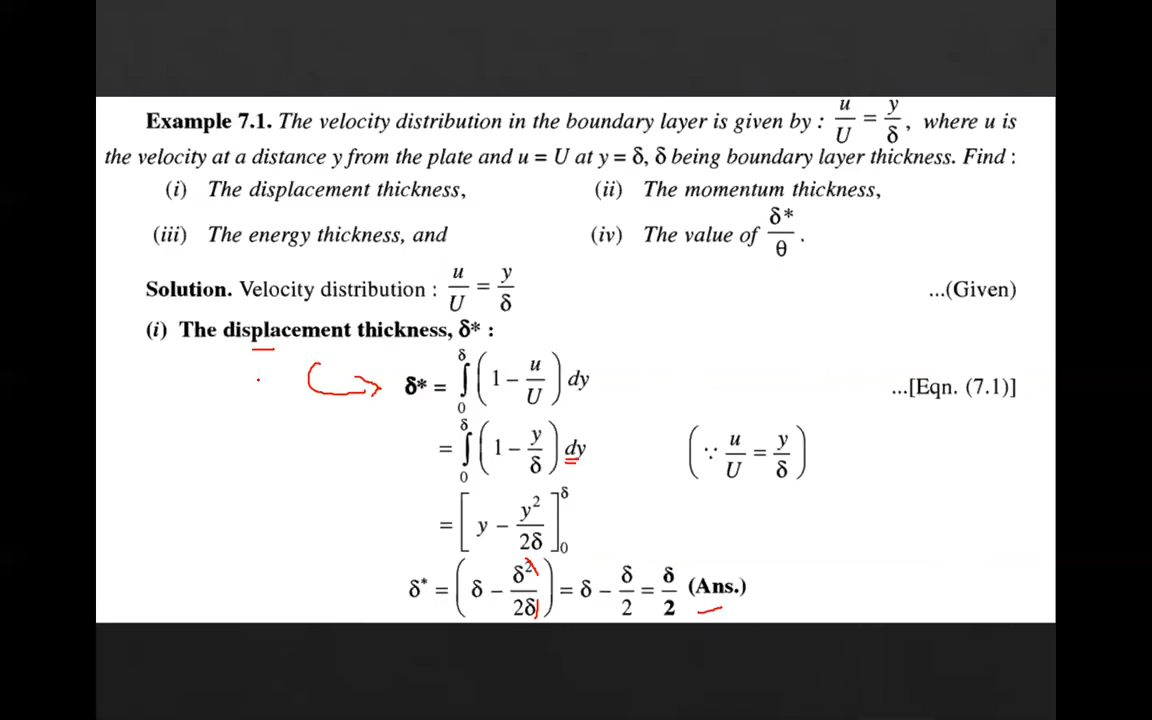 Example 7.1. The velocity distribution in the boundary layer is given by : u/U = y/δ, where u is
the velocity at a distance y from the plate and u = U at y = δ, δ being boundary layer thickness. Find :
(i) The displacement thickness, (ii) The momentum thickness,
(iii) The energy thickness, and (iv) The value of δ*/θ.
Solution. Velocity distribution : u/U = y/δ ...(Given)
(i) The displacement thickness, δ* :
δ* = ∫₀^δ (1 − u/U) dy ...[Eqn. (7.1)]
= ∫₀^δ (1 − y/δ) dy (∵ u/U = y/δ)
= [y − y²/2δ]₀^δ
δ* = (δ − δ²/2δ) = δ − δ/2 = δ/2 (Ans.)